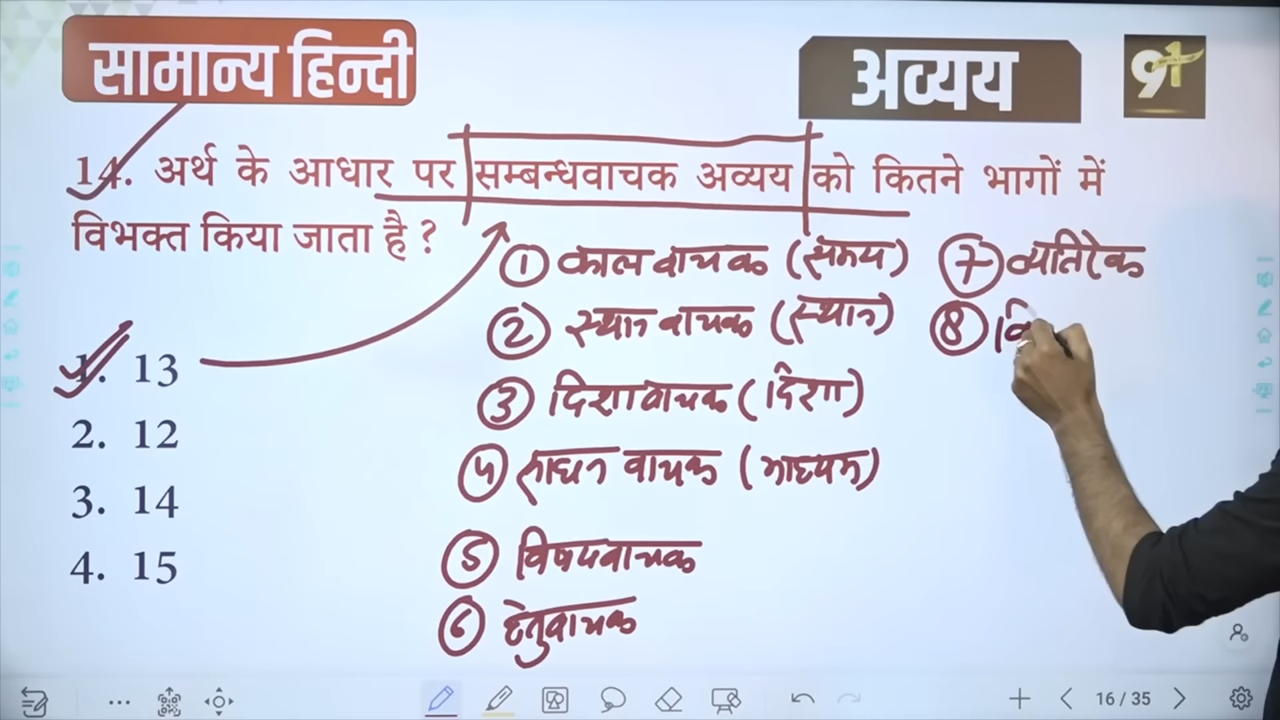 सामान्य हिन्दी
अव्यय
91
14. अर्थ के आधार पर सम्बन्धवाचक अव्यय को कितने भागों में
विभक्त किया जाता है ?
1. 13
2. 12
3. 14
4. 15
① कालवाचक (समय)
② स्थानवाचक (स्थान)
③ दिशावाचक (दिशा)
④ साधनवाचक (माध्यम)
⑤ विषयवाचक
⑥ हेतुवाचक
⑦ व्यतिरेक
⑧ वि
16 / 35